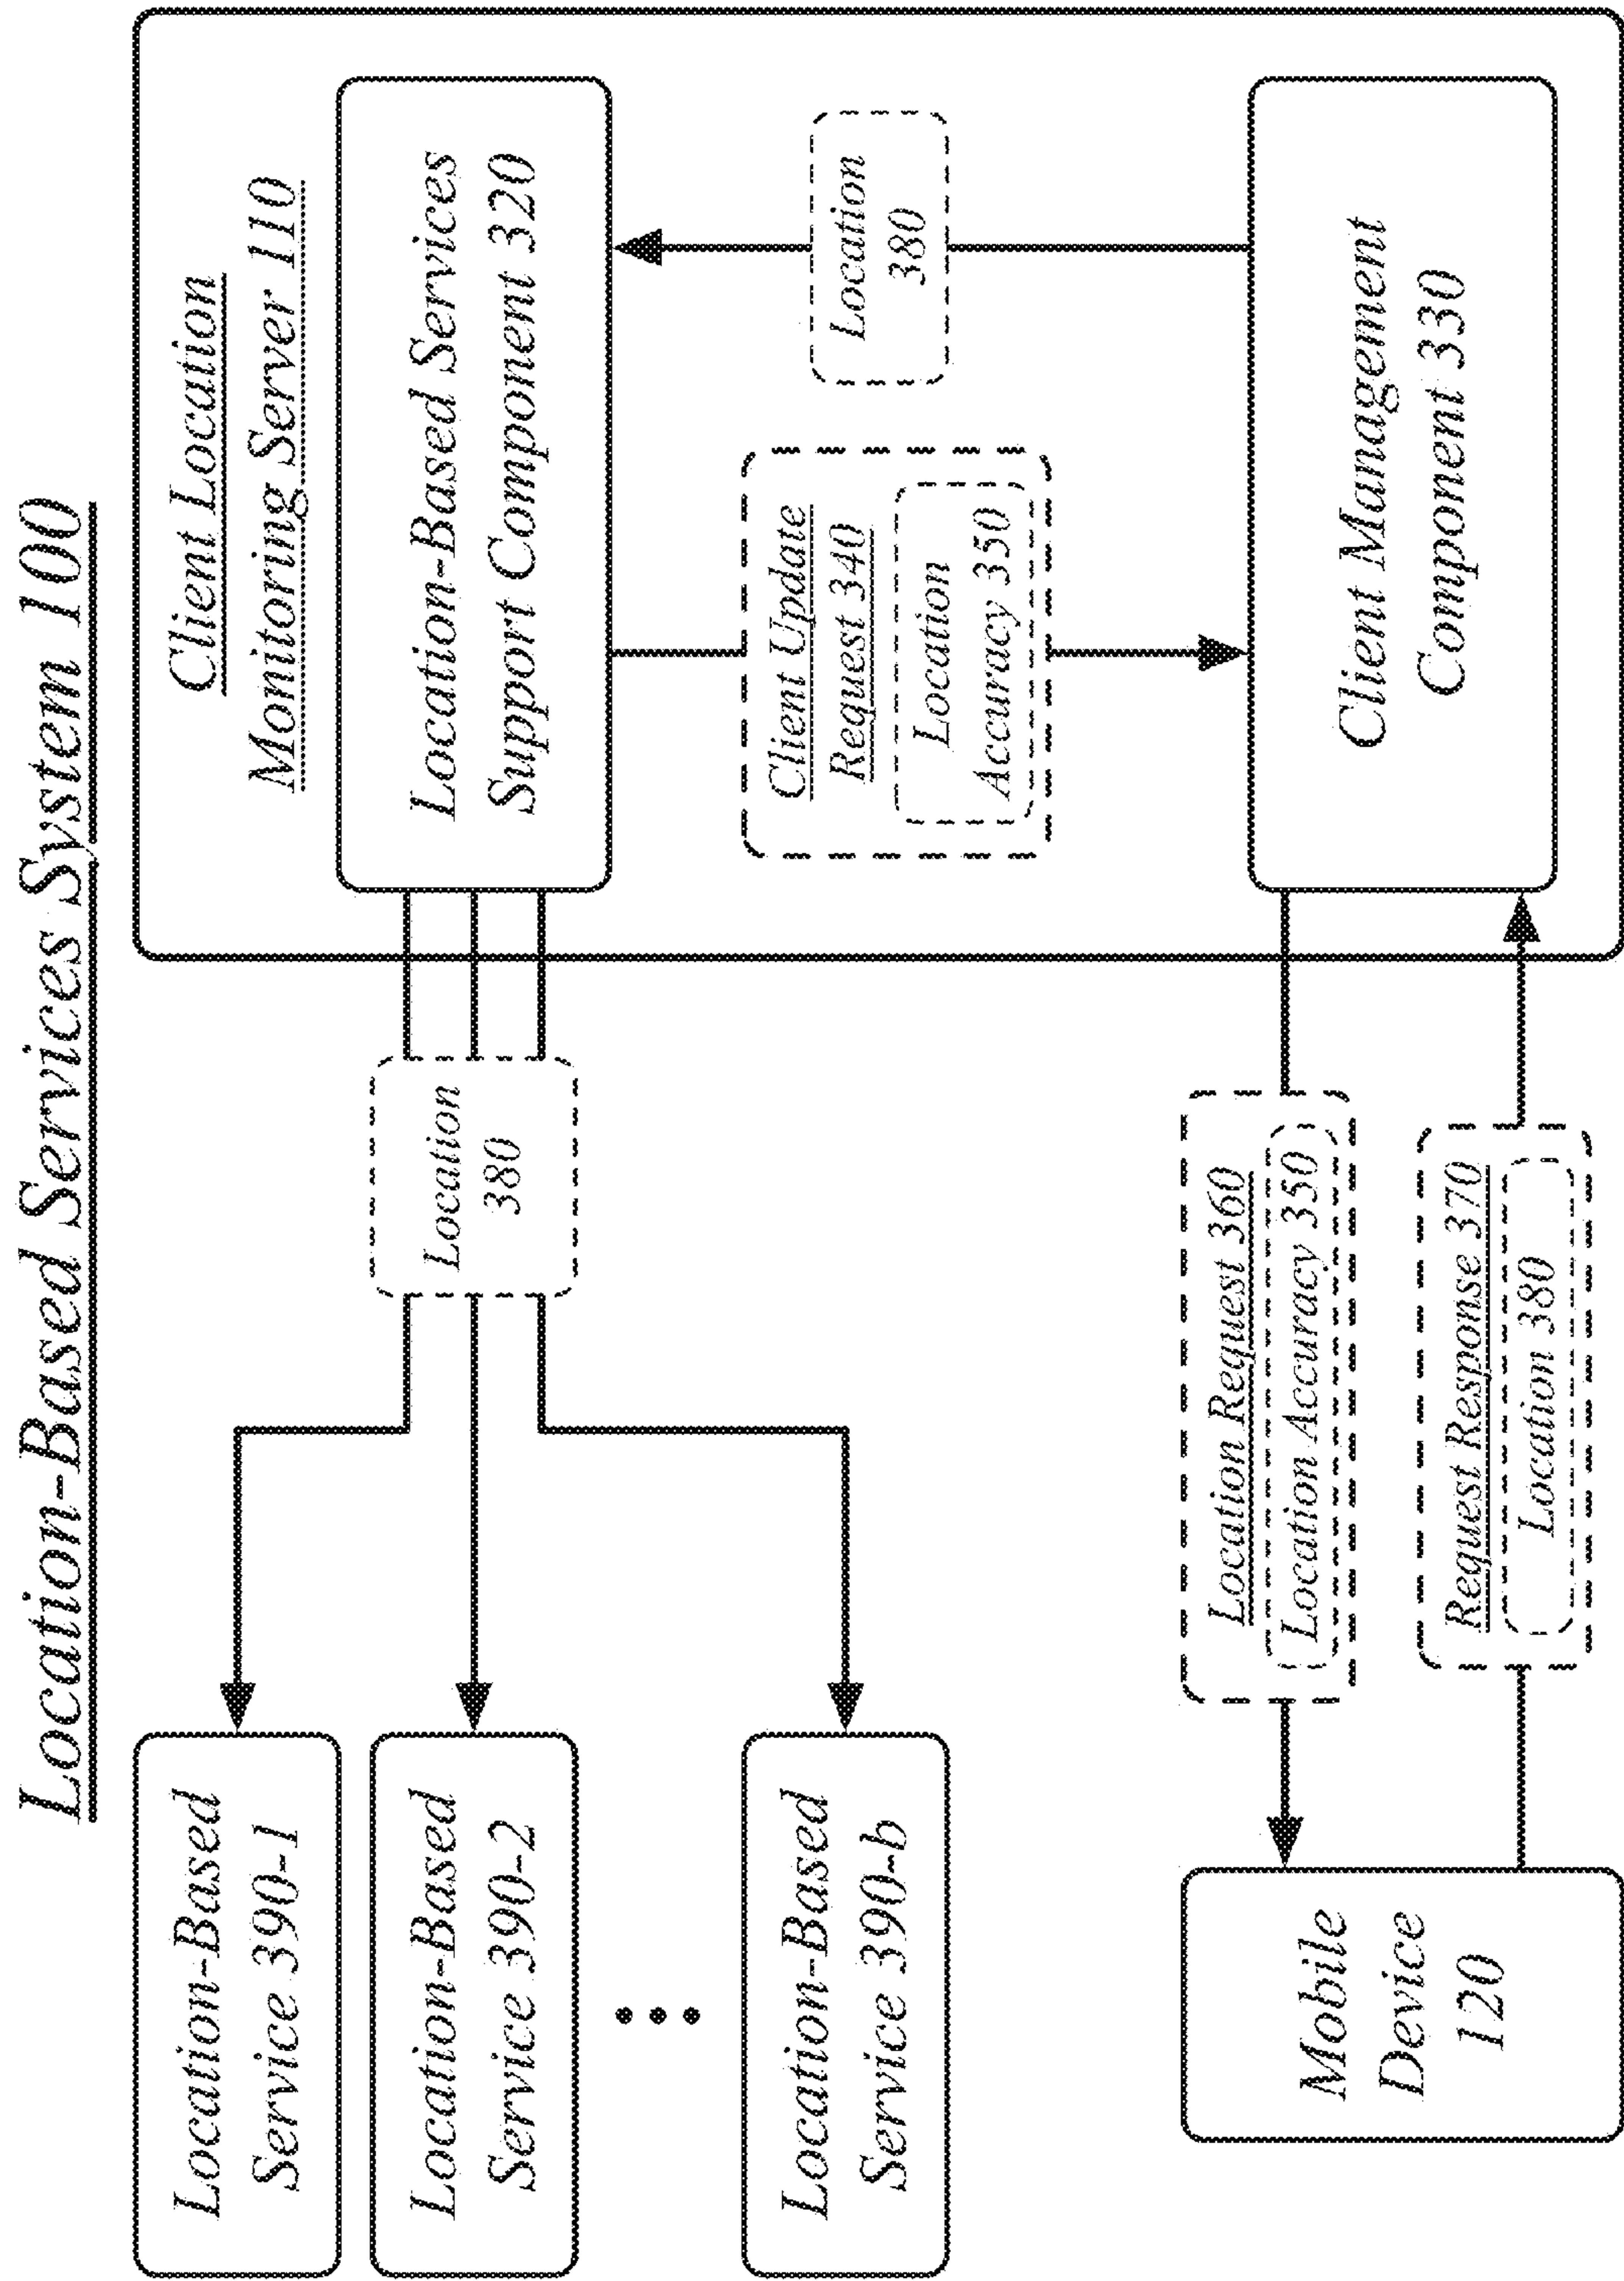 Location-Based Services System 100
Location-Based
Service 390-1
Location-Based
Service 390-2
Location-Based
Service 390-b
Location
380
Client Location
Monitoring Server 110
Location-Based Services
Support Component 320
Client Update
Request 340
Location
Accuracy 350
Location
380
Client Management
Component 330
Location Request 360
Location Accuracy 350
Request Response 370
Location 380
Mobile
Device
120